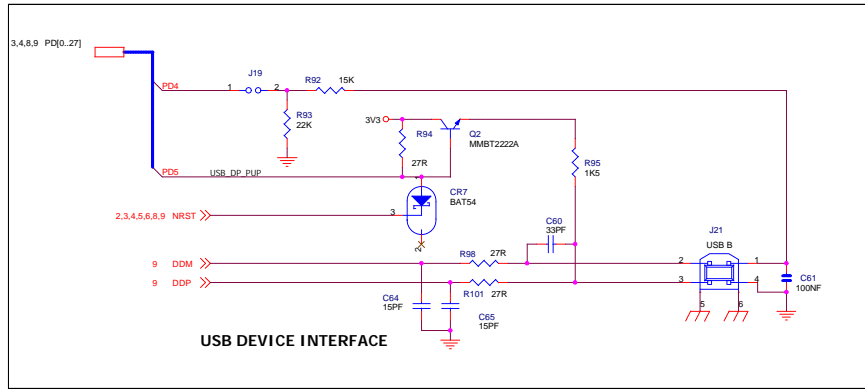 3,4,8,9 PD[0..27]
J19
PD4
1
2
R92
15K
R93
22K
3V3
R94
27R
Q2
MMBT2222A
R95
1K5
PD5
USB_DP_PUP
1
CR7
BAT54
2,3,4,5,6,8,9 NRST
3
2
C60
33PF
J21
USB B
9 DDM
R98
27R
2
1
C61
100NF
9 DDP
R101
27R
3
4
C64
15PF
C65
15PF
5
6
USB DEVICE INTERFACE